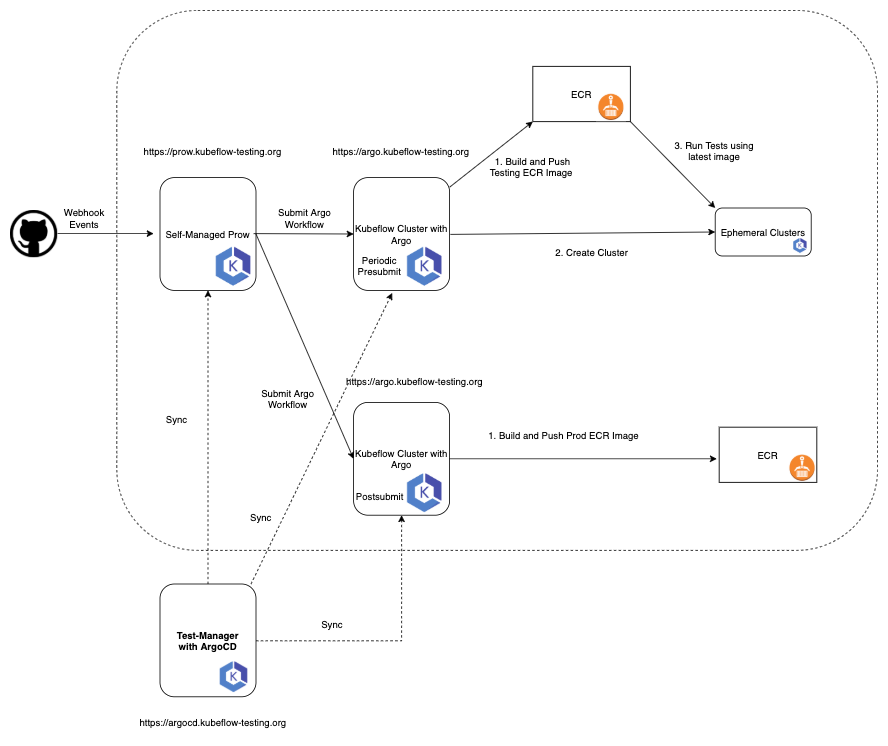 ECR
https://prow.kubeflow-testing.org
https://argo.kubeflow-testing.org
3. Run Tests using
latest image
1. Build and Push
Testing ECR Image
Webhook
Events
Self-Managed Prow
K
Submit Argo
Workflow
Kubeflow Cluster with
Argo
Periodic
Presubmit
K
2. Create Cluster
Ephemeral Clusters
K
https://argo.kubeflow-testing.org
Submit Argo
Workflow
Sync
Kubeflow Cluster with
Argo
Postsubmit
K
1. Build and Push Prod ECR Image
ECR
Sync
Sync
Test-Manager
with ArgoCD
K
https://argocd.kubeflow-testing.org